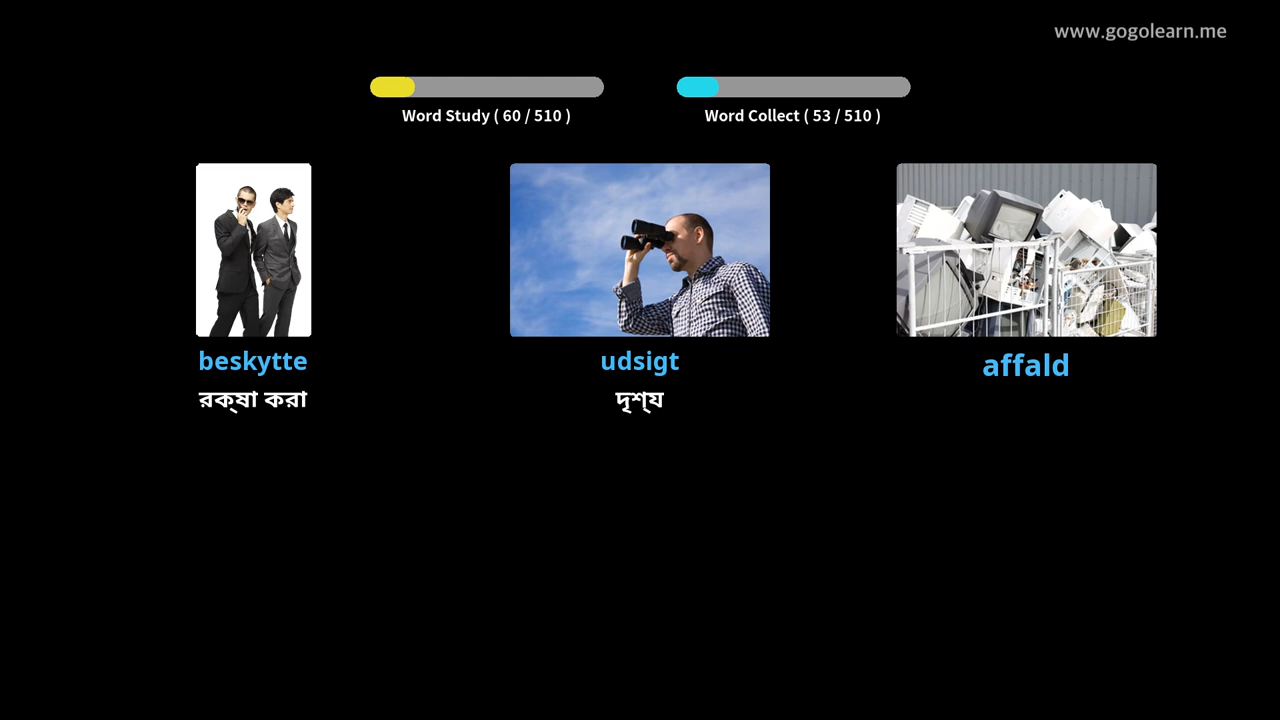 www.gogolearn.me
Word Study ( 60 / 510 )
Word Collect ( 53 / 510 )
beskytte
udsigt
affald
রক্ষা করা
দৃশ্য